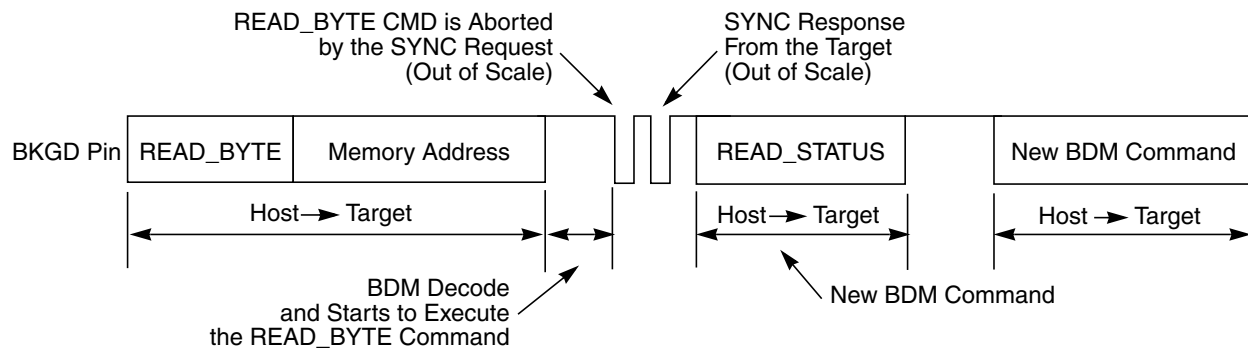 READ_BYTE CMD is Aborted
by the SYNC Request
(Out of Scale)
SYNC Response
From the Target
(Out of Scale)
BKGD Pin
READ_BYTE
Memory Address
READ_STATUS
New BDM Command
Host → Target
Host → Target
Host → Target
BDM Decode
and Starts to Execute
the READ_BYTE Command
New BDM Command